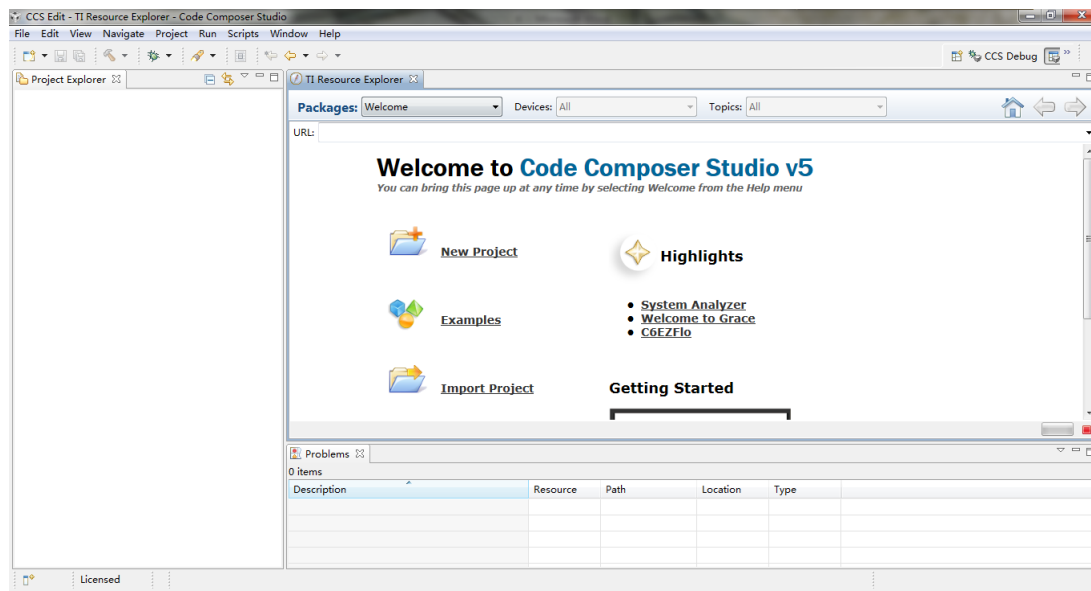 CCS Edit - TI Resource Explorer - Code Composer Studio
File Edit View Navigate Project Run Scripts Window Help
CCS Debug
Project Explorer
TI Resource Explorer
Packages: Welcome Devices: All Topics: All
URL:
Welcome to Code Composer Studio v5
You can bring this page up at any time by selecting Welcome from the Help menu
New Project
Highlights
System Analyzer
Examples
Welcome to Grace
C6EZFlo
Import Project
Getting Started
Problems
0 items
Description Resource Path Location Type
Licensed